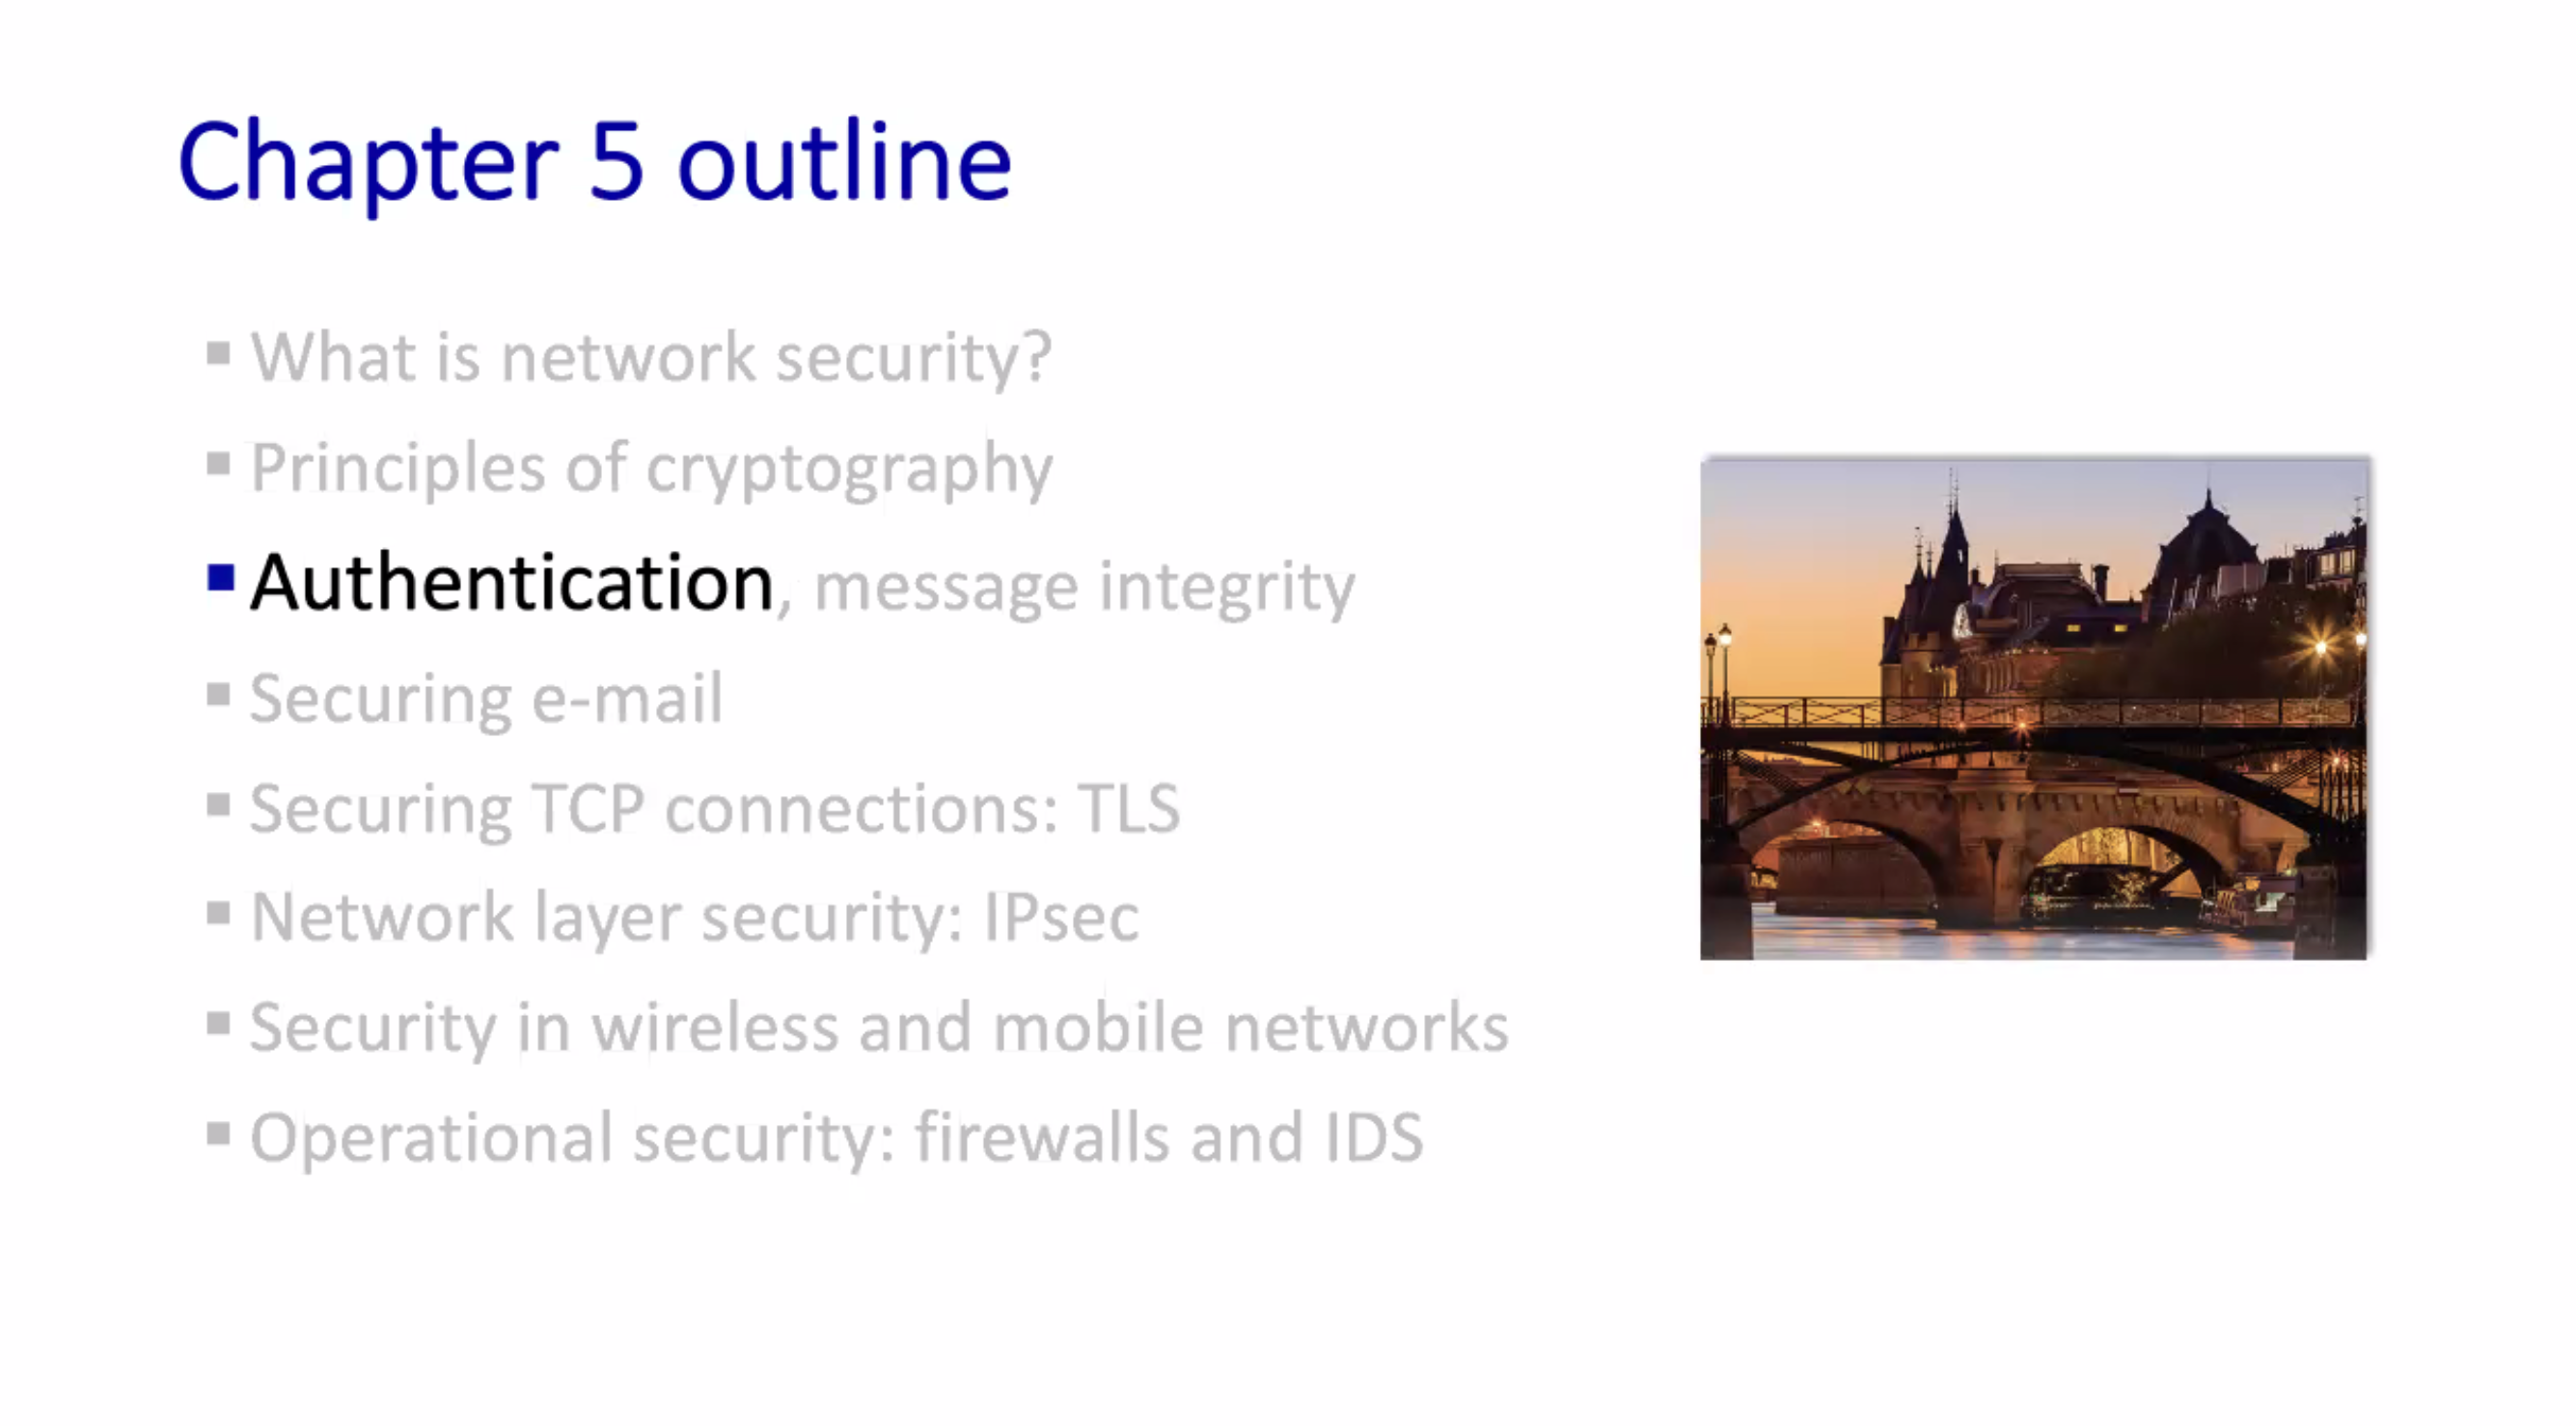 Chapter 5 outline
▪ What is network security?
▪ Principles of cryptography
▪ Authentication, message integrity
▪ Securing e-mail
▪ Securing TCP connections: TLS
▪ Network layer security: IPsec
▪ Security in wireless and mobile networks
▪ Operational security: firewalls and IDS